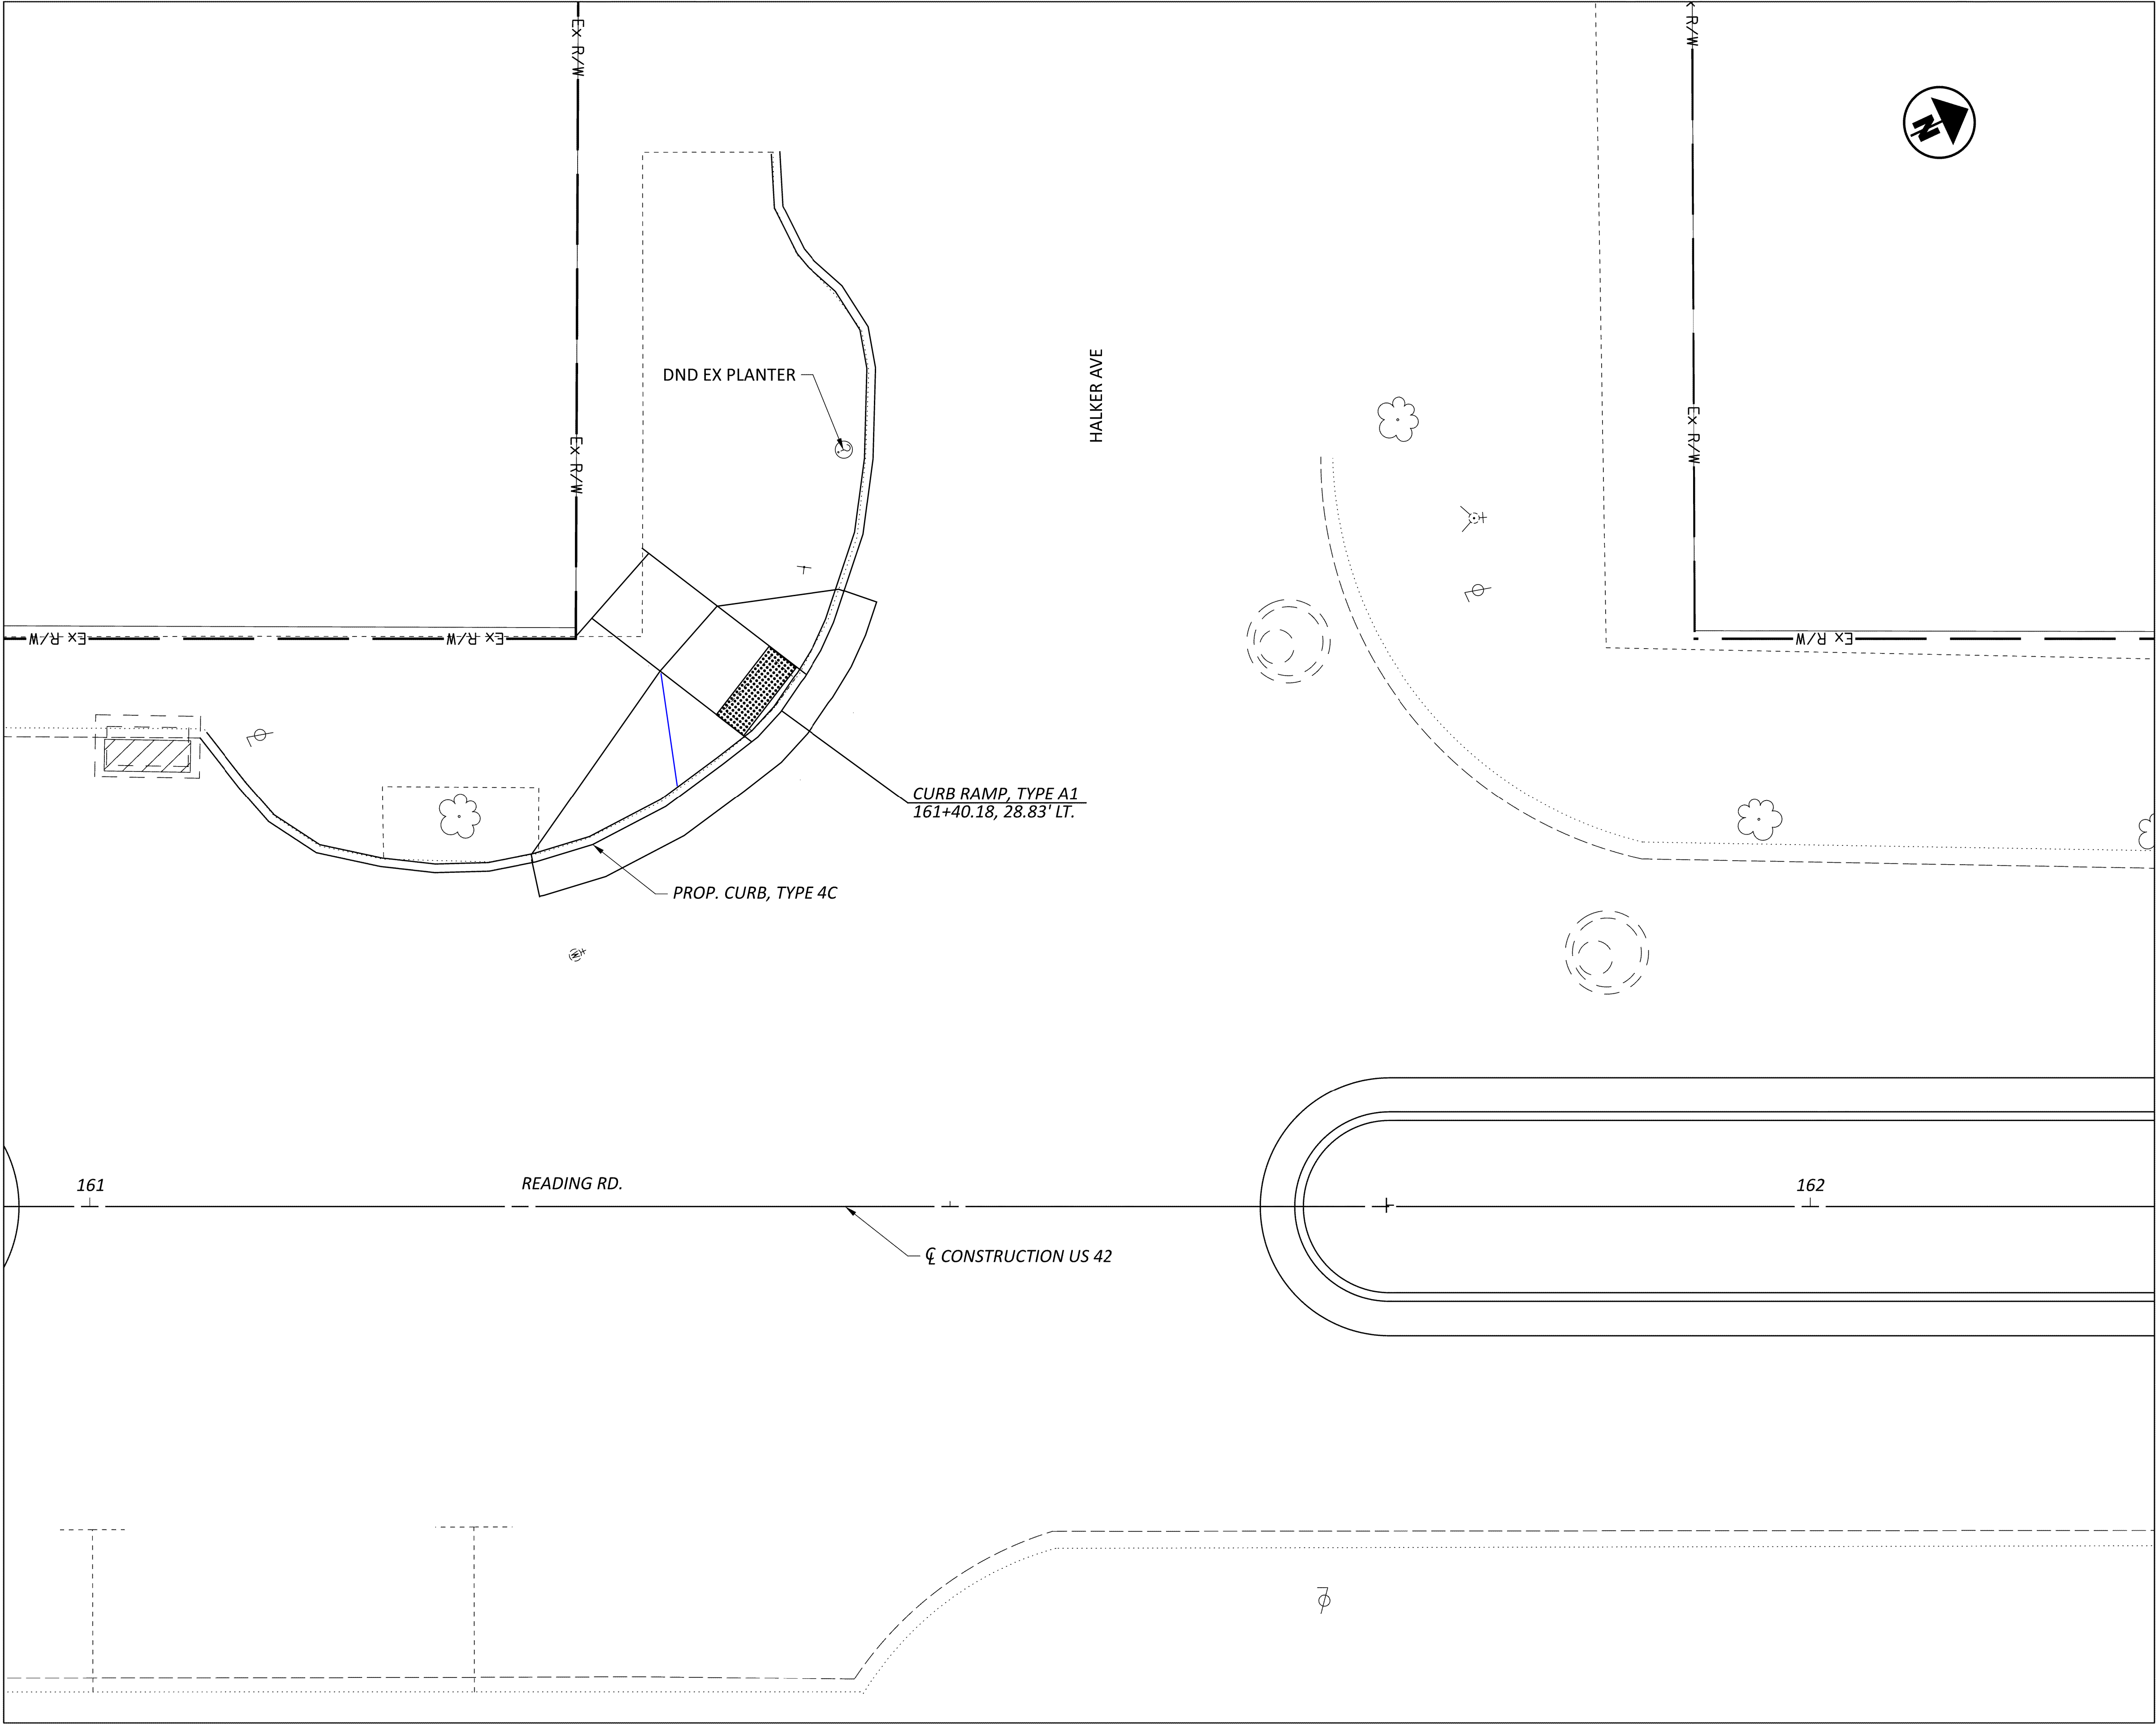 Ex R/W
R/W
N
DND EX PLANTER
HALKER AVE
Ex R/W
Ex R/W
Ex R/W
Ex R/W
Ex R/W
CURB RAMP, TYPE A1
161+40.18, 28.83' LT.
PROP. CURB, TYPE 4C
W
161
READING RD.
162
℄ CONSTRUCTION US 42